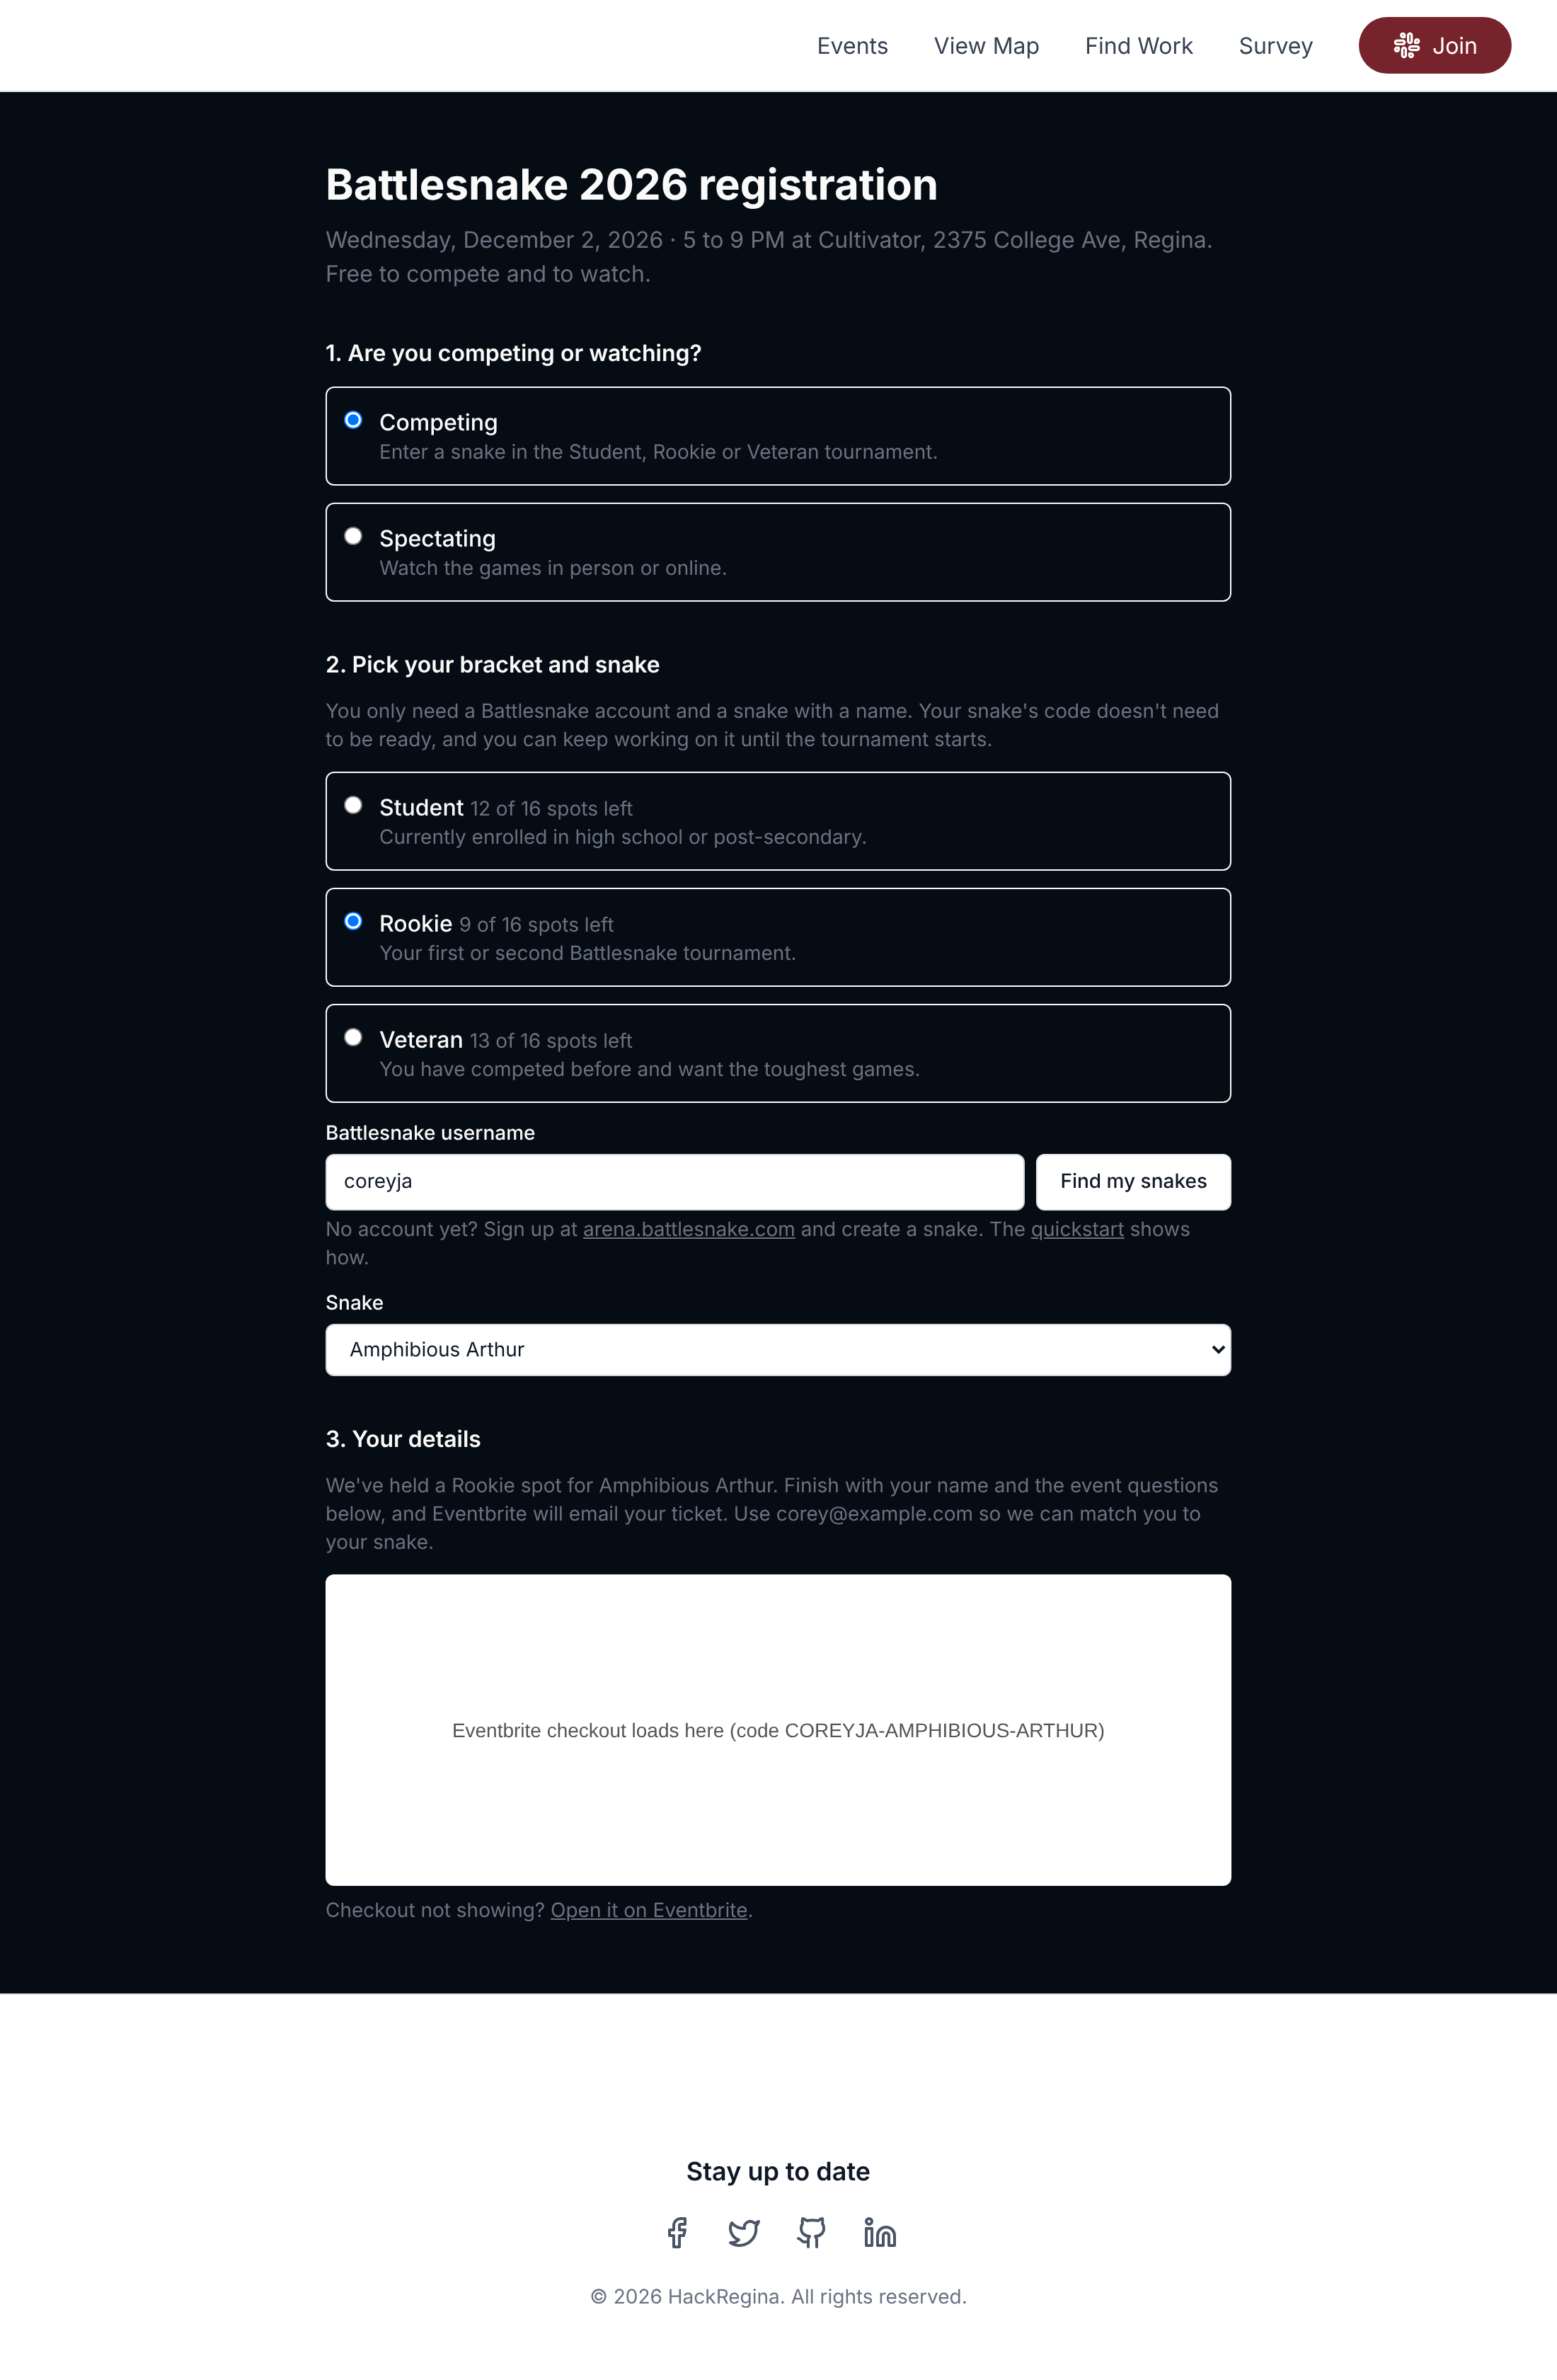 Events
View Map
Find Work
Survey
Join
Battlesnake 2026 registration
Wednesday, December 2, 2026 · 5 to 9 PM at Cultivator, 2375 College Ave, Regina.
Free to compete and to watch.
1. Are you competing or watching?
Competing
Enter a snake in the Student, Rookie or Veteran tournament.
Spectating
Watch the games in person or online.
2. Pick your bracket and snake
You only need a Battlesnake account and a snake with a name. Your snake's code doesn't need
to be ready, and you can keep working on it until the tournament starts.
Student 12 of 16 spots left
Currently enrolled in high school or post-secondary.
Rookie 9 of 16 spots left
Your first or second Battlesnake tournament.
Veteran 13 of 16 spots left
You have competed before and want the toughest games.
Battlesnake username
coreyja
Find my snakes
No account yet? Sign up at arena.battlesnake.com and create a snake. The quickstart shows
how.
Snake
Amphibious Arthur
3. Your details
We've held a Rookie spot for Amphibious Arthur. Finish with your name and the event questions
below, and Eventbrite will email your ticket. Use corey@example.com so we can match you to
your snake.
Eventbrite checkout loads here (code COREYJA-AMPHIBIOUS-ARTHUR)
Checkout not showing? Open it on Eventbrite.
Stay up to date
© 2026 HackRegina. All rights reserved.